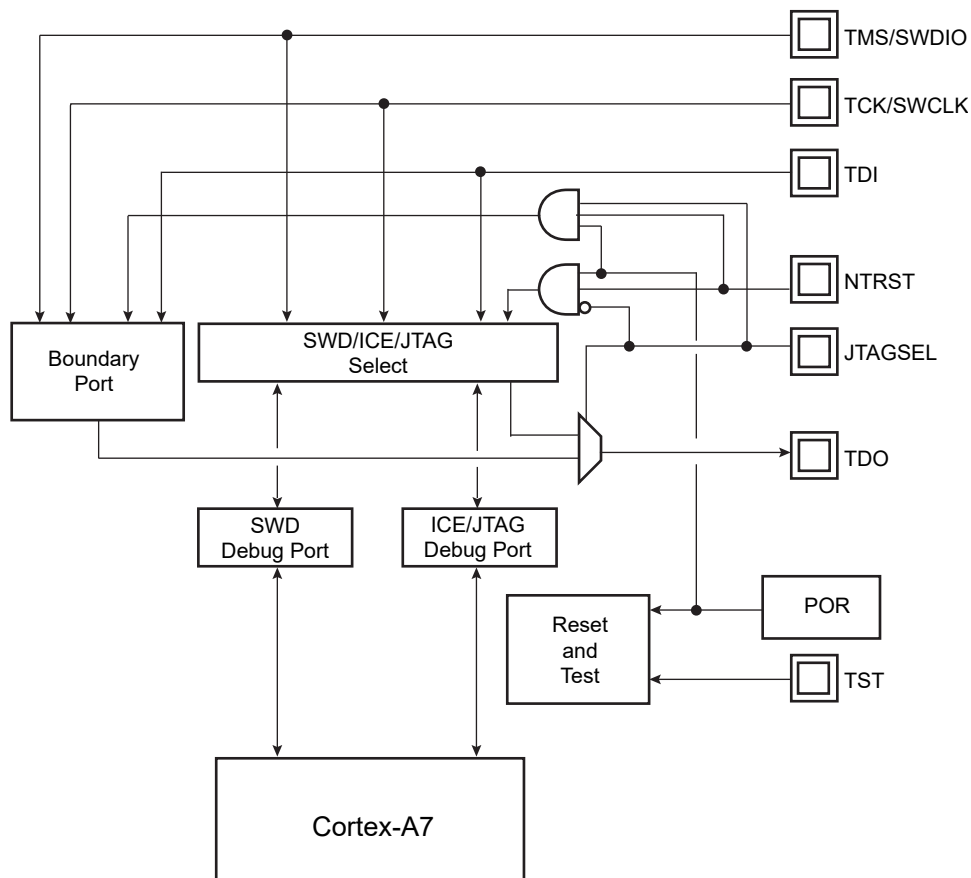 TMS/SWDIO
TCK/SWCLK
TDI
NTRST
SWD/ICE/JTAG
Select
Boundary
Port
JTAGSEL
TDO
SWD
Debug Port
ICE/JTAG
Debug Port
POR
Reset
and
Test
TST
Cortex-A7